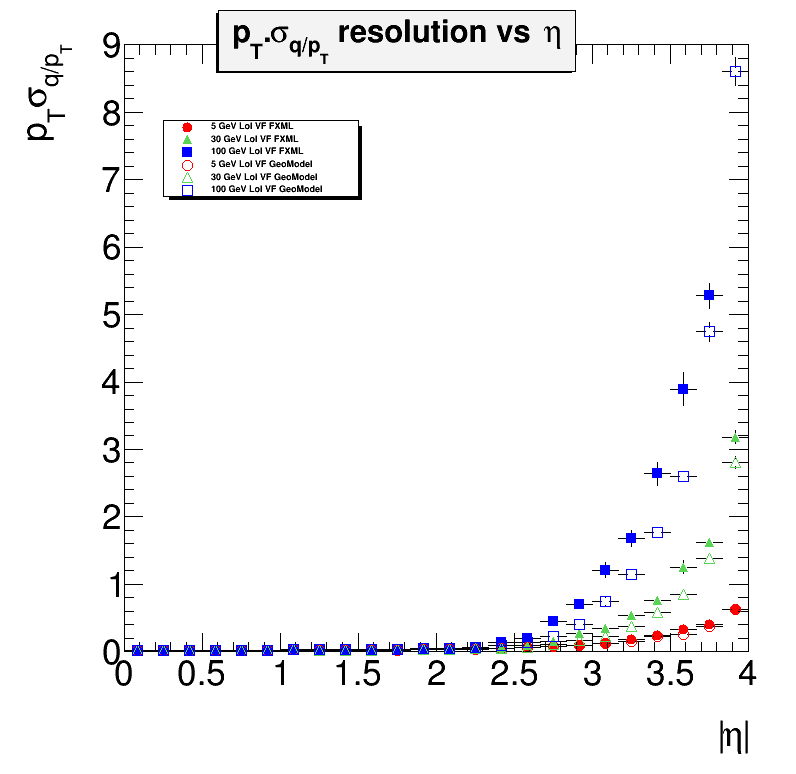 p_T.σ_q/p_T resolution vs η
p_Tσ_q/p_T
9
8
7
6
5
4
3
2
1
0
5 GeV LoI VF FXML
30 GeV LoI VF FXML
100 GeV LoI VF FXML
5 GeV LoI VF GeoModel
30 GeV LoI VF GeoModel
100 GeV LoI VF GeoModel
0 0.5 1 1.5 2 2.5 3 3.5 4
|η|